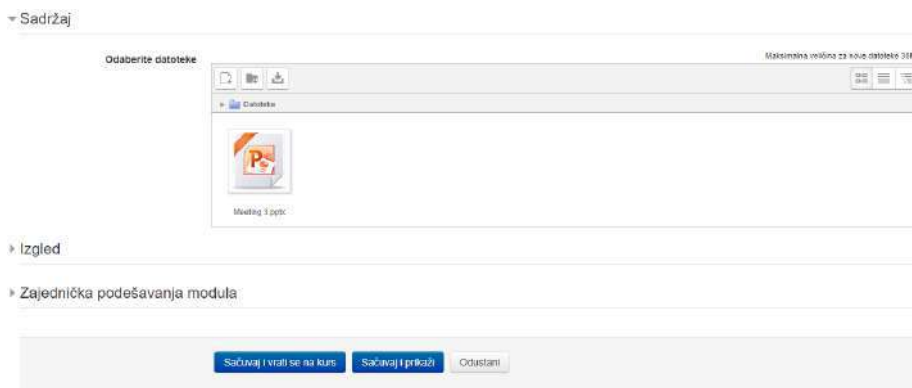 Sadržaj
Odaberite datoteke
Maksimalna veličina za nove datoteke
Datoteke
Meeting 3.pptx
Izgled
Zajednička podešavanja modula
Sačuvaj i vrati se na kurs
Sačuvaj i prikaži
Odustani